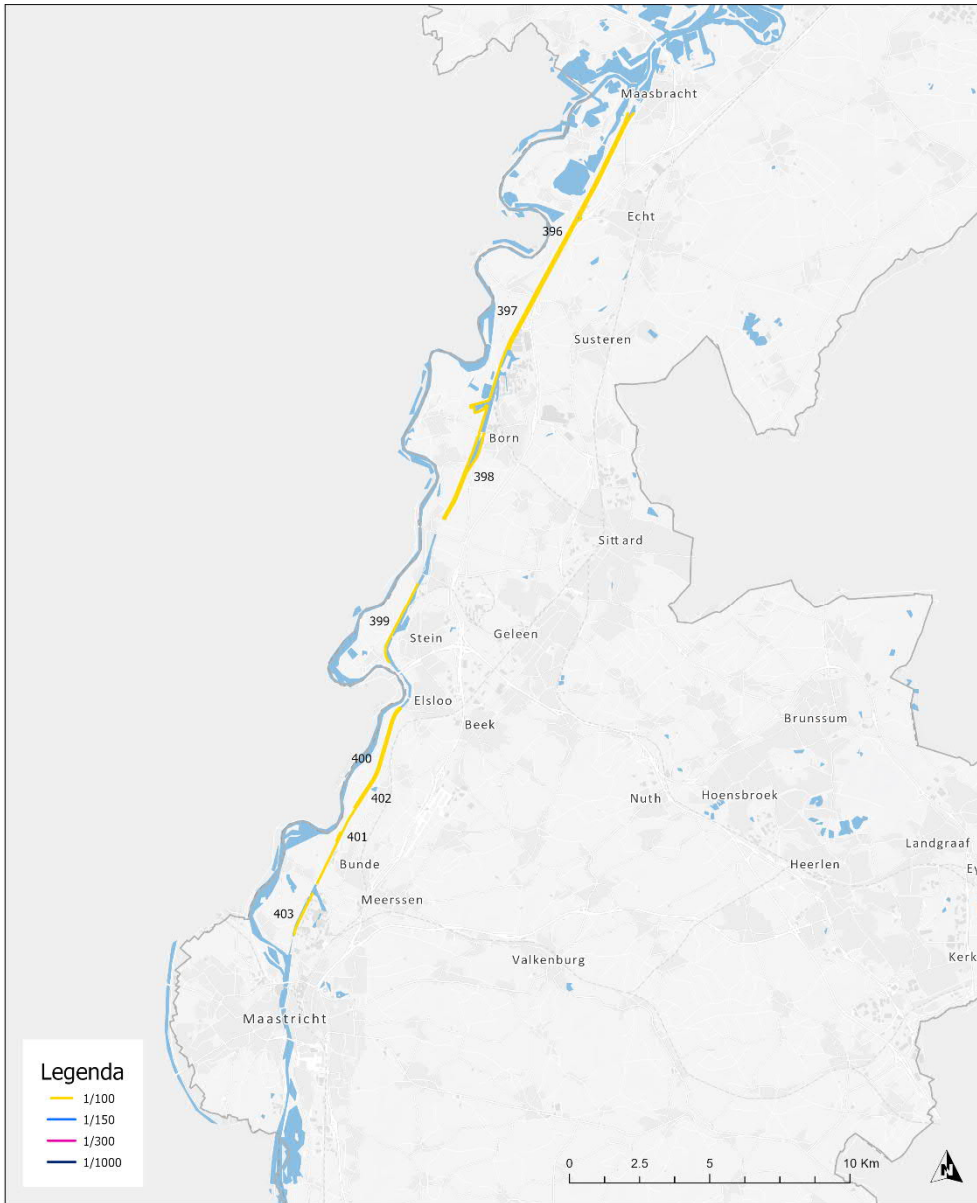 Maasbracht
Echt
396
397
Susteren
Born
398
Sittard
399
Stein
Geleen
Elsloo
Beek
Brunssum
400
402
Nuth
Hoensbroek
401
Landgraaf
Bunde
Heerlen
Ey
Meerssen
403
Valkenburg
Kerk
Maastricht
Legenda
1/100
1/150
1/300
1/1000
0 2.5 5 10 Km
N